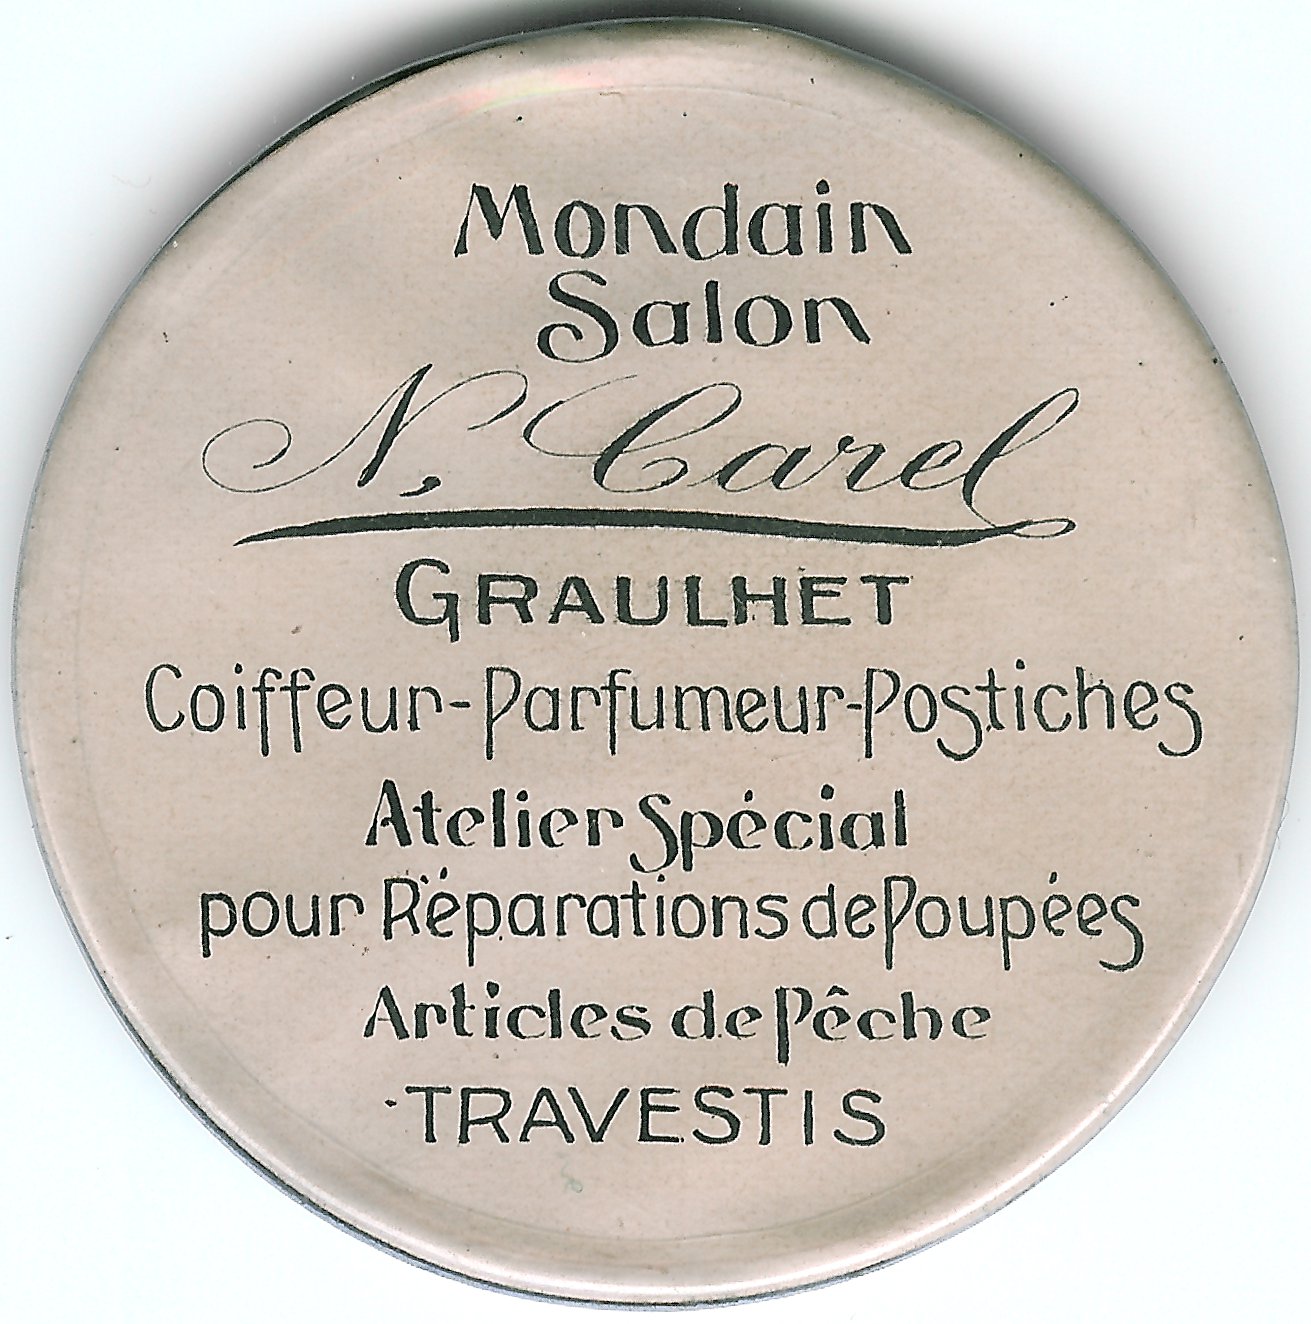 Mondain
Salon
N. Carel
GRAULHET
Coiffeur-Parfumeur-Postiches
Atelier Spécial
pour Réparations de Poupées
Articles de Pêche
TRAVESTIS